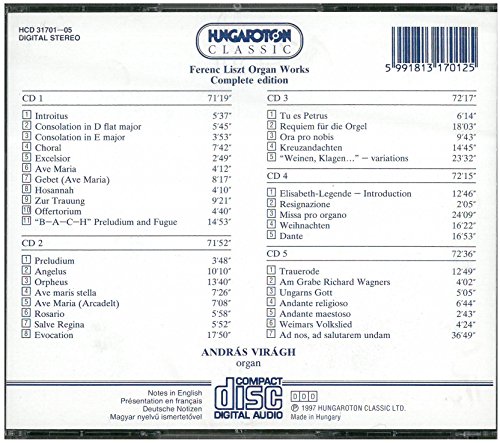 HCD 31701—05
DIGITAL STEREO
HUNGAROTON
CLASSIC
Ferenc Liszt Organ Works
Complete edition
5 991813 170125
CD 1 71'19"
1 Introitus 5'37"
2 Consolation in D flat major 5'45"
3 Consolation in E major 3'53"
4 Choral 7'42"
5 Excelsior 2'49"
6 Ave Maria 4'12"
7 Gebet (Ave Maria) 8'17"
8 Hosannah 4'10"
9 Zur Trauung 9'21"
10 Offertorium 4'40"
11 "B—A—C—H" Preludium and Fugue 14'53"
CD 2 71'52"
1 Preludium 3'48"
2 Angelus 10'10"
3 Orpheus 13'40"
4 Ave maris stella 7'26"
5 Ave Maria (Arcadelt) 7'08"
6 Rosario 5'58"
7 Salve Regina 5'52"
8 Evocation 17'50"
CD 3 72'17"
1 Tu es Petrus 6'14"
2 Requiem für die Orgel 18'03"
3 Ora pro nobis 9'43"
4 Kreuzandachten 14'45"
5 "Weinen, Klagen..." — variations 23'32"
CD 4 72'15"
1 Elisabeth-Legende — Introduction 12'46"
2 Resignazione 2'05"
3 Missa pro organo 24'09"
4 Weihnachten 16'22"
5 Dante 16'53"
CD 5 72'36"
1 Trauerode 12'49"
2 Am Grabe Richard Wagners 4'02"
3 Ungarns Gott 5'05"
4 Andante religioso 6'44"
5 Andante maestoso 2'43"
6 Weimars Volkslied 4'24"
7 Ad nos, ad salutarem undam 36'49"
ANDRÁS VIRÁGH
organ
Notes in English
Présentation en français
Deutsche Notizen
Magyar nyelvű ismertetővel
COMPACT
disc
DIGITAL AUDIO
DDD
℗ 1997 HUNGAROTON CLASSIC LTD.
Made in Hungary